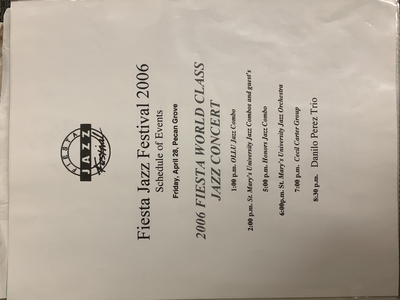 FIESTA
JAZZ
Festival
Fiesta Jazz Festival 2006
Schedule of Events
Friday, April 28, Pecan Grove
2006 FIESTA WORLD CLASS
JAZZ CONCERT
1:00 p.m. OLLU Jazz Combo
2:00 p.m. St. Mary's University Jazz Combos and guest's
5:00 p.m. Honors Jazz Combo
6:00p.m. St. Mary's University Jazz Orchestra
7:00 p.m. Cecil Carter Group
8:30 p.m. Danilo Perez Trio